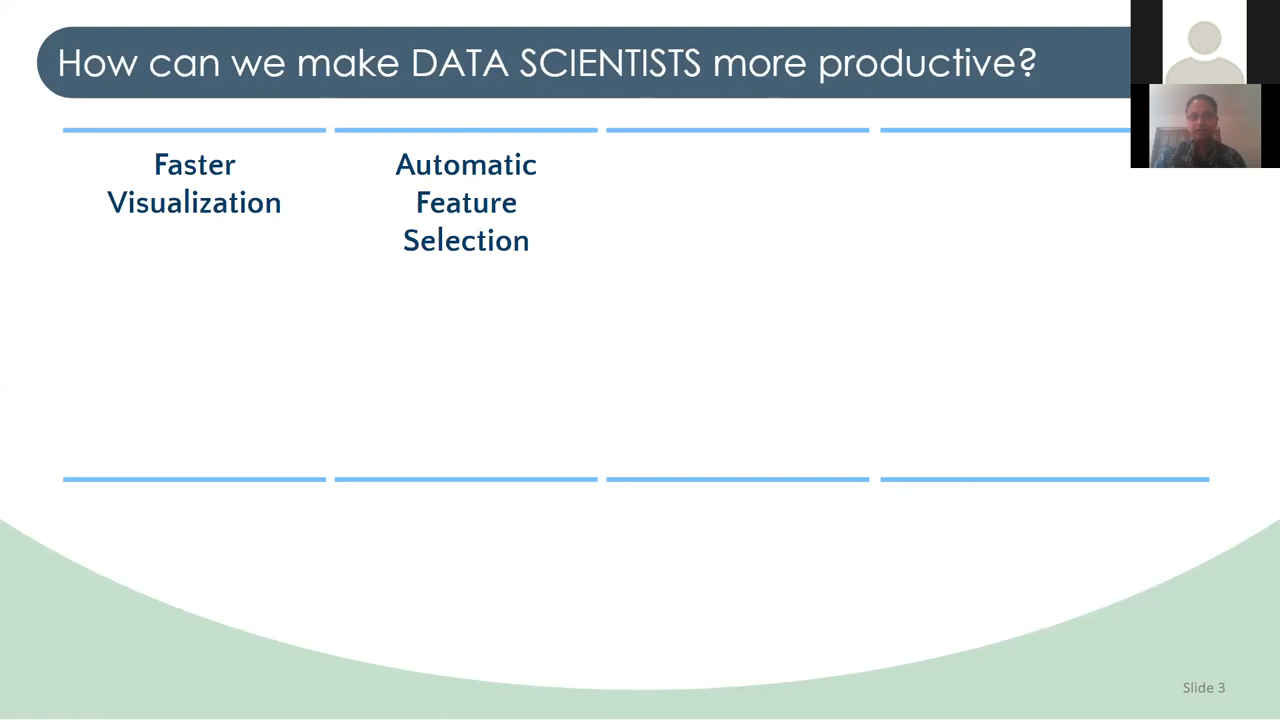 How can we make DATA SCIENTISTS more productive?
Faster
Visualization
Automatic
Feature
Selection
Slide 3